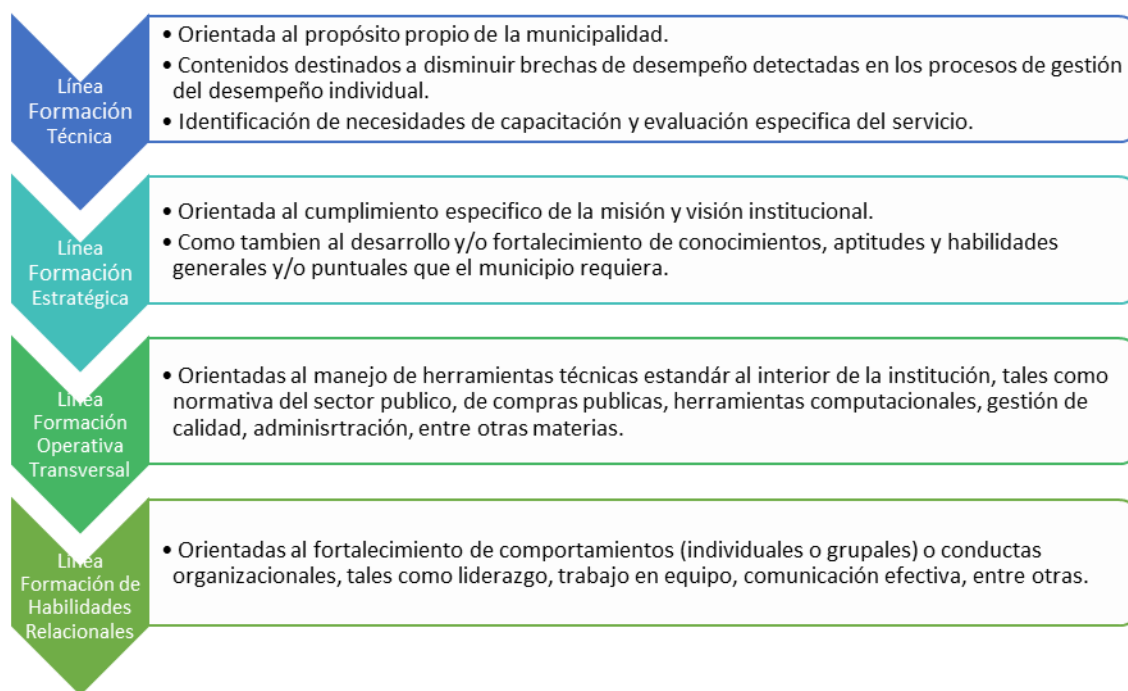 Línea
Formación
Técnica
• Orientada al propósito propio de la municipalidad.
• Contenidos destinados a disminuir brechas de desempeño detectadas en los procesos de gestión
del desempeño individual.
• Identificación de necesidades de capacitación y evaluación especifica del servicio.
Línea
Formación
Estratégica
• Orientada al cumplimiento especifico de la misión y visión institucional.
• Como tambien al desarrollo y/o fortalecimiento de conocimientos, aptitudes y habilidades
generales y/o puntuales que el municipio requiera.
Línea
Formación
Operativa
Transversal
• Orientadas al manejo de herramientas técnicas estandár al interior de la institución, tales como
normativa del sector publico, de compras publicas, herramientas computacionales, gestión de
calidad, adminisrtración, entre otras materias.
Línea
Formación de
Habilidades
Relacionales
• Orientadas al fortalecimiento de comportamientos (individuales o grupales) o conductas
organizacionales, tales como liderazgo, trabajo en equipo, comunicación efectiva, entre otras.